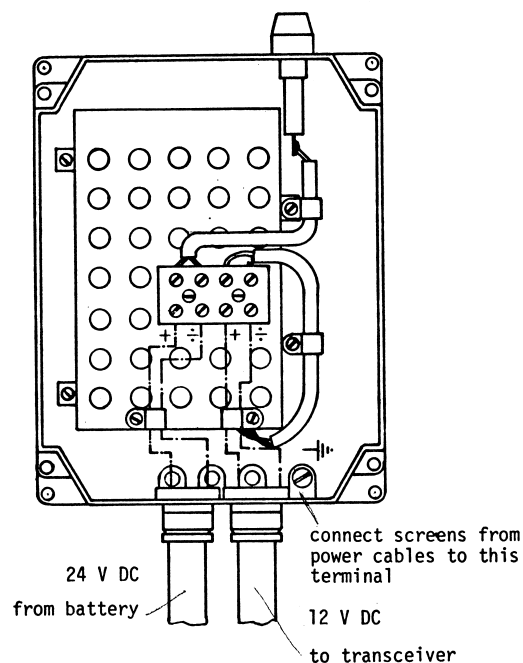 + ÷ + ÷
connect screens from
power cables to this
terminal
24 V DC
from battery
12 V DC
to transceiver